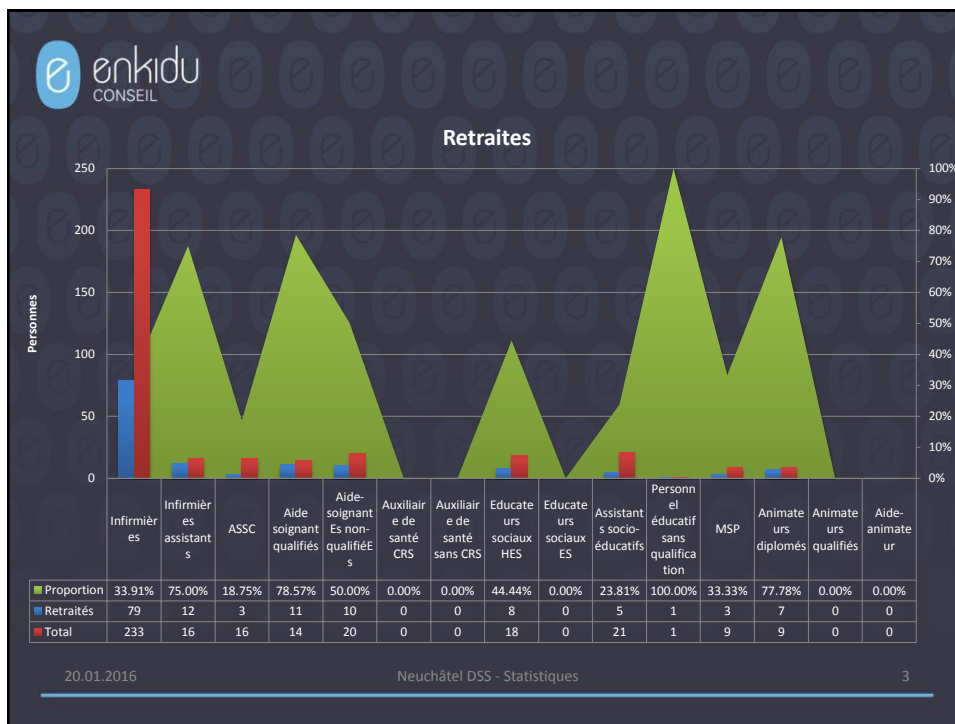 enkidu
CONSEIL
Retraites
Personnes
250
200
150
100
50
0
100%
90%
80%
70%
60%
50%
40%
30%
20%
10%
0%
Infirmièr
es
Infirmièr
es
assistant
s
ASSC
Aide
soignant
qualifiés
Aide-
soignant
Es non-
qualifiéE
s
Auxiliair
e de
santé
CRS
Auxiliair
e de
santé
sans CRS
Educate
urs
sociaux
HES
Educate
urs
sociaux
ES
Assistant
s socio-
éducatifs
Personn
el
éducatif
sans
qualifica
tion
MSP
Animate
urs
diplomés
Animate
urs
qualifiés
Aide-
animate
ur
Proportion 33.91% 75.00% 18.75% 78.57% 50.00% 0.00% 0.00% 44.44% 0.00% 23.81% 100.00% 33.33% 77.78% 0.00% 0.00%
Retraités 79 12 3 11 10 0 0 8 0 5 1 3 7 0 0
Total 233 16 16 14 20 0 0 18 0 21 1 9 9 0 0
20.01.2016 Neuchâtel DSS - Statistiques 3